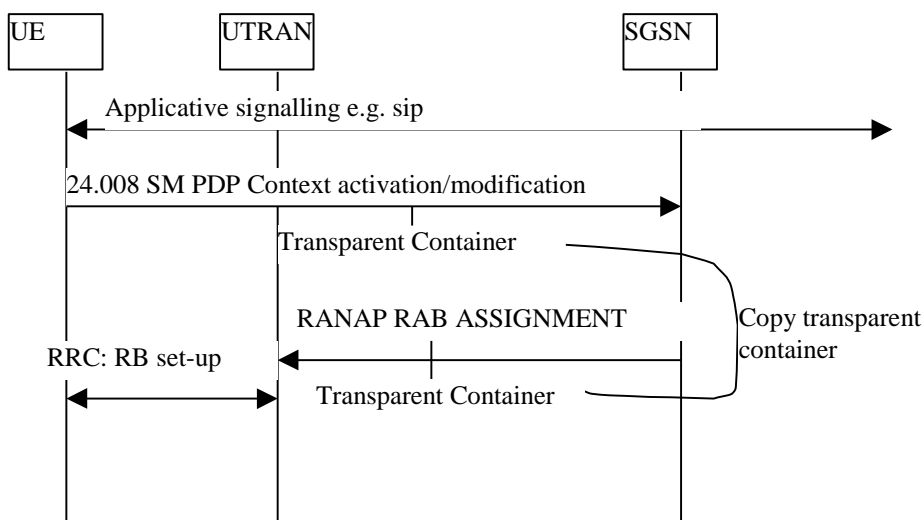 UE
UTRAN
SGSN
Applicative signalling e.g. sip
24.008 SM PDP Context activation/modification
Transparent Container
RANAP RAB ASSIGNMENT
Copy transparent
container
RRC: RB set-up
Transparent Container